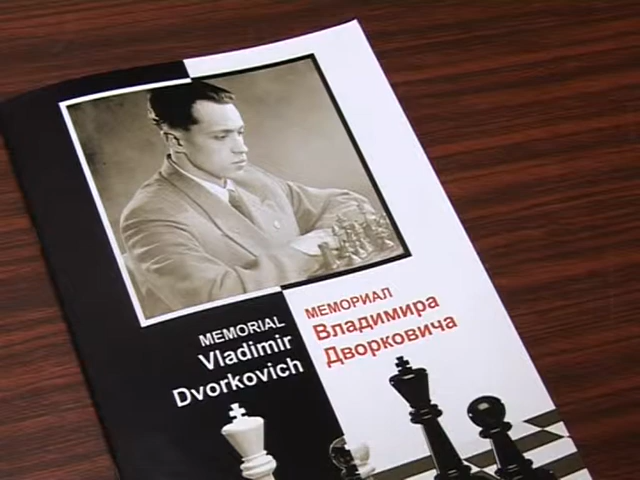 MEMORIAL
Vladimir
Dvorkovich
МЕМОРИАЛ
Владимира
Дворковича